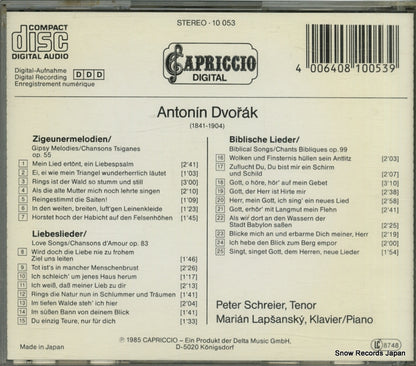 COMPACT
disc
DIGITAL AUDIO
Digital-Aufnahme
Digital Recording D D D
Enregistrement numérique
STEREO · 10 053
CAPRICCIO
DIGITAL
4 006408 100539
Antonín Dvořák
(1841-1904)
Zigeunermelodien/
Gipsy Melodies/Chansons Tsiganes
op. 55
1 Mein Lied ertönt, ein Liebespsalm [2'41]
2 Ei, ei wie mein Triangel wunderherrlich läutet [1'03]
3 Rings ist der Wald so stumm und still [3'00]
4 Als die alte Mutter mich noch lehrte singen [2'10]
5 Reingestimmt die Saiten! [1'01]
6 In den weiten, breiten, luft'gen Leinenkleide [1'23]
7 Horstet hoch der Habicht auf den Felsenhöhen [1'45]
Liebeslieder/
Love Songs/Chansons d'Amour op. 83
8 Wird doch die Liebe nie zu frohem
Ziel uns leiten [1'46]
9 Tot ist's in mancher Menschenbrust [2'26]
10 Ich schleich' um jenes Haus herum [1'17]
11 Ich weiß, daß meiner Lieb zu dir [2'10]
12 Rings die Natur nun in Schlummer und Träumen [1'41]
13 Im tiefen Walde steh' ich hier [2'04]
14 Im süßen Bann von deinem Blick [1'41]
15 Du einzig Teure, nur für dich [1'33]
Biblische Lieder/
Biblical Songs/Chants Bibliques op. 99
16 Wolken und Finsternis hüllen sein Antlitz [2'03]
17 Zuflucht Du, Du bist mir ein Schirm
und Schild [2'07]
18 Gott, o höre, hör' auf mein Gebet [3'10]
19 Gott, der Herr ist Hirte mir [2'38]
20 Herr, mein Gott, ich sing' ein neues Lied [2'51]
21 Gott, erhör' mit Langmut mein Flehn [2'41]
22 Als wir dort an den Wassern der
Stadt Babylon saßen [2'25]
23 Blicke mich an und erbarme Dich meiner, Herr [2'19]
24 Ich hebe den Blick zum Berg empor [2'00]
25 Singt, singet Gott, dem Herren, neue Lieder [1'54]
Peter Schreier, Tenor
Marián Lapšanský, Klavier/Piano
Made in Japan
℗ © 1985 CAPRICCIO – Ein Produkt der Delta Music GmbH,
D-5020 Königsdorf
LC 8748
Snow Records Japan